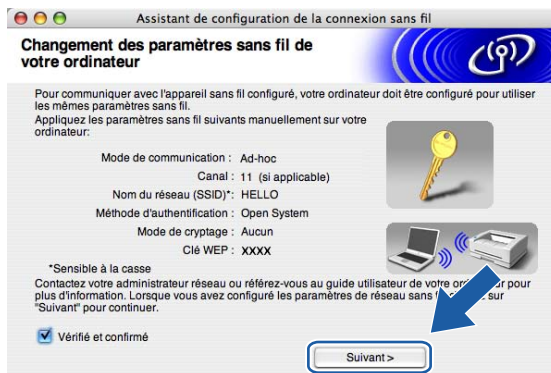 Assistant de configuration de la connexion sans fil
Changement des paramètres sans fil de
votre ordinateur
Pour communiquer avec l'appareil sans fil configuré, votre ordinateur doit être configuré pour utiliser
les mêmes paramètres sans fil.
Appliquez les paramètres sans fil suivants manuellement sur votre
ordinateur:
Mode de communication : Ad-hoc
Canal : 11 (si applicable)
Nom du réseau (SSID)*: HELLO
Méthode d'authentification : Open System
Mode de cryptage : Aucun
Clé WEP : XXXX
*Sensible à la casse
Contactez votre administrateur réseau ou référez-vous au guide utilisateur de votre pour
plus d'information. Lorsque vous avez configuré les paramètres de réseau sans sur
"Suivant" pour continuer.
Vérifié et confirmé
Suivant >